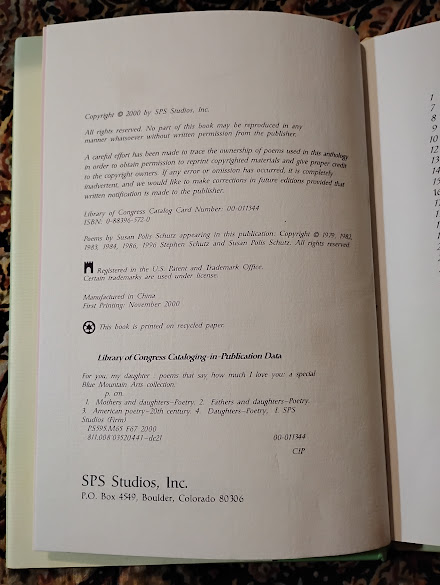 Copyright © 2000 by SPS Studios, Inc.
All rights reserved. No part of this book may be reproduced in any
manner whatsoever without written permission from the publisher.
A careful effort has been made to trace the ownership of poems used in this anthology
in order to obtain permission to reprint copyrighted materials and give proper credit
to the copyright owners. If any error or omission has occurred, it is completely
inadvertent, and we would like to make corrections in future editions provided that
written notification is made to the publisher.
Library of Congress Catalog Card Number: 00-011344
ISBN: 0-88396-572-0
Poems by Susan Polis Schutz appearing in this publication: Copyright © 1979, 1982,
1983, 1984, 1986, 1996 Stephen Schutz and Susan Polis Schutz. All rights reserved.
Registered in the U.S. Patent and Trademark Office.
Certain trademarks are used under license.
Manufactured in China
First Printing: November 2000
This book is printed on recycled paper.
Library of Congress Cataloging-in-Publication Data
For you, my daughter : poems that say how much I love you: a special
Blue Mountain Arts collection.
p. cm.
1. Mothers and daughters—Poetry. 2. Fathers and daughters—Poetry.
3. American poetry—20th century. 4. Daughters—Poetry. I. SPS
Studios (Firm)
PS595.M65 F67 2000
811.008'03520441—dc21 00-011344
CIP
SPS Studios, Inc.
P.O. Box 4549, Boulder, Colorado 80306
1
7
8
9
10
12
13
14